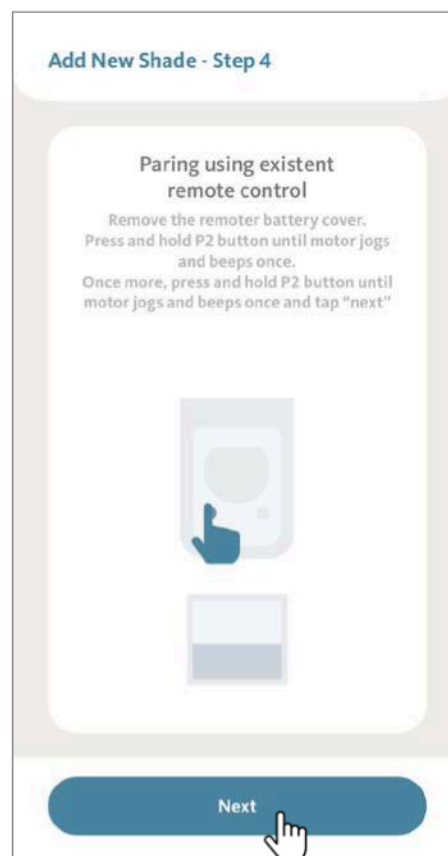 Add New Shade - Step 4
Paring using existent
remote control
Remove the remoter battery cover.
Press and hold P2 button until motor jogs
and beeps once.
Once more, press and hold P2 button until
motor jogs and beeps once and tap “next”
Next